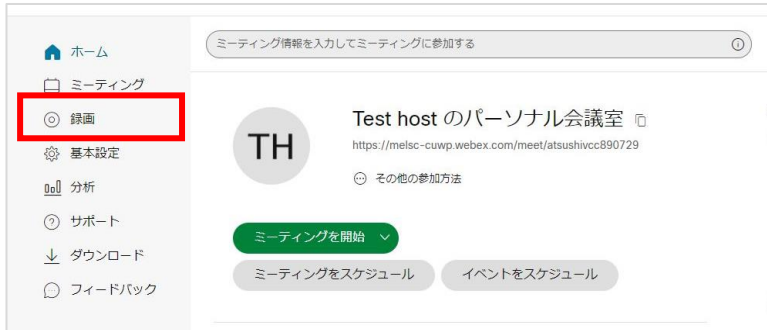 ホーム
ミーティング
録画
基本設定
分析
サポート
ダウンロード
フィードバック
ミーティング情報を入力してミーティングに参加する
TH
Test host のパーソナル会議室
https://melsc-cuwp.webex.com/meet/atsushivcc890729
その他の参加方法
ミーティングを開始
ミーティングをスケジュール
イベントをスケジュール